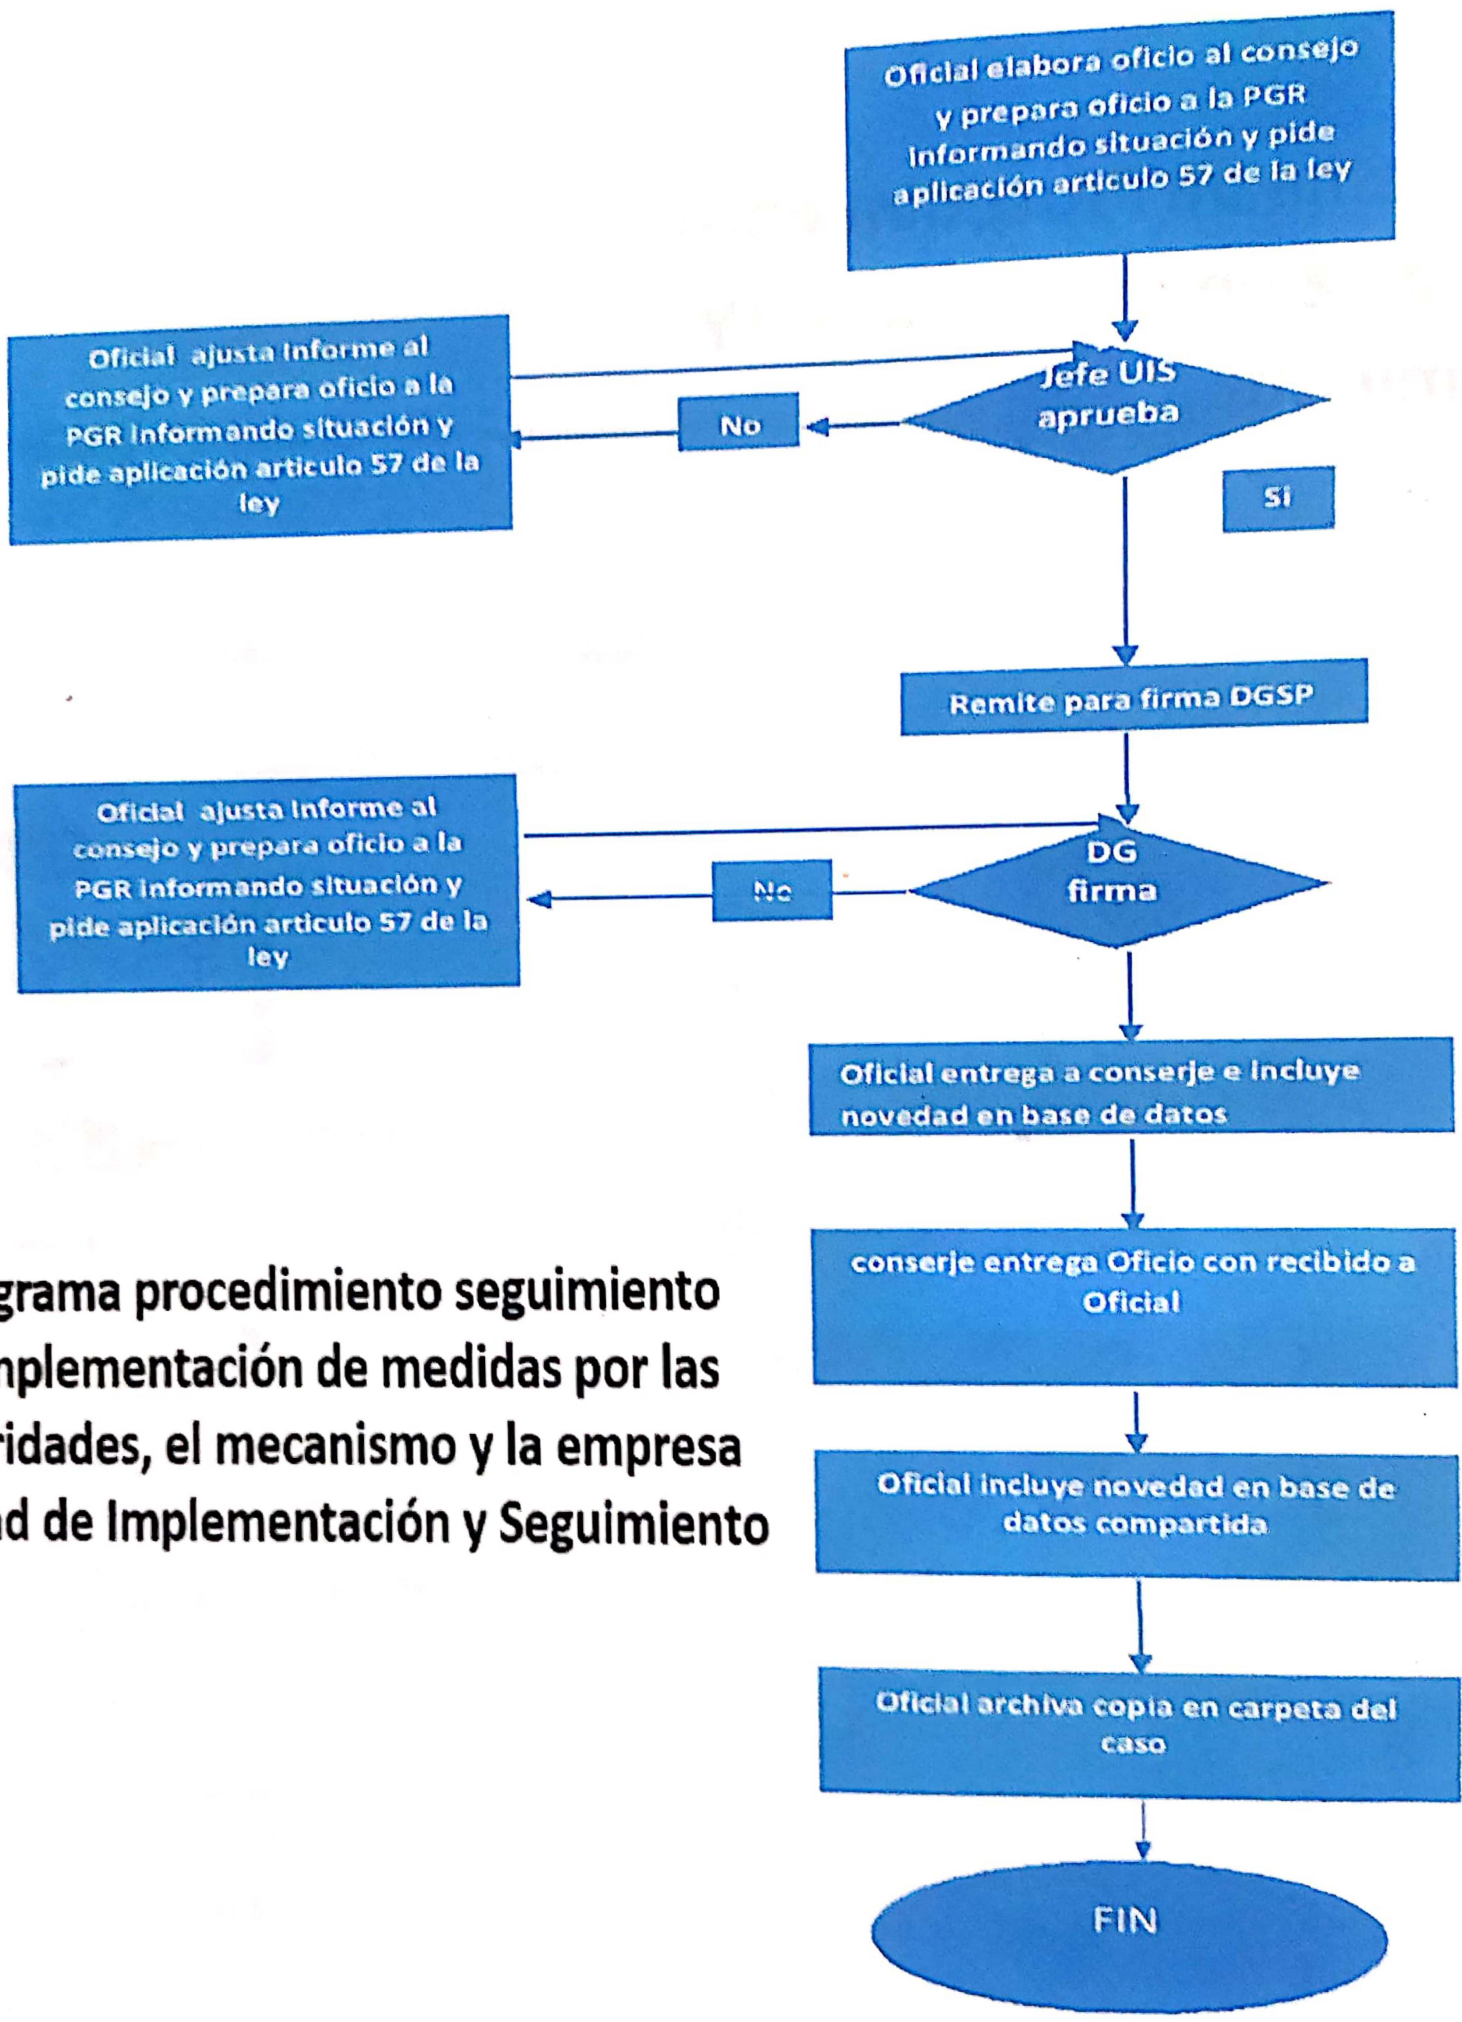 Oficial elabora oficio al consejo
y prepara oficio a la PGR
informando situación y pide
aplicación articulo 57 de la ley
Jefe UIS
aprueba
No
Oficial ajusta Informe al
consejo y prepara oficio a la
PGR informando situación y
pide aplicación articulo 57 de la
ley
Si
Remite para firma DGSP
DG
firma
No
Oficial ajusta Informe al
consejo y prepara oficio a la
PGR informando situación y
pide aplicación articulo 57 de la
ley
Oficial entrega a conserje e incluye
novedad en base de datos
conserje entrega Oficio con recibido a
Oficial
Oficial incluye novedad en base de
datos compartida
Oficial archiva copia en carpeta del
caso
FIN
grama procedimiento seguimiento
nplementación de medidas por las
ridades, el mecanismo y la empresa
ad de Implementación y Seguimiento